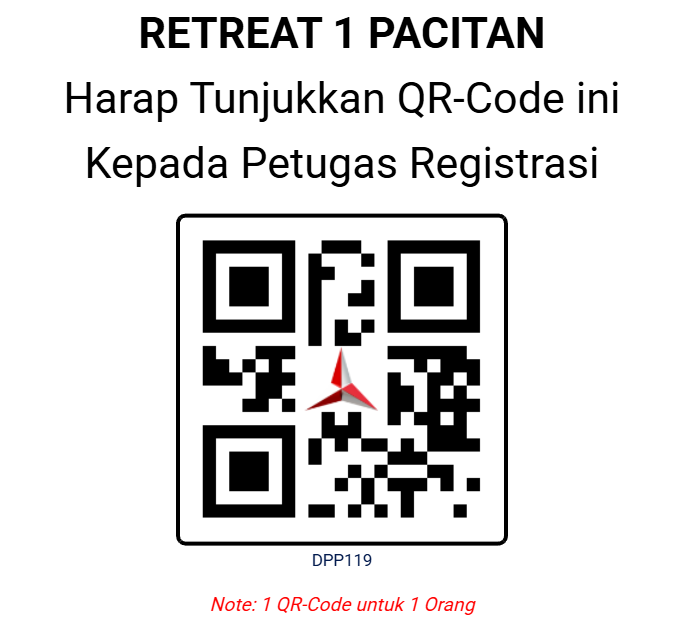 RETREAT 1 PACITAN
Harap Tunjukkan QR-Code ini
Kepada Petugas Registrasi
DPP119
Note: 1 QR-Code untuk 1 Orang